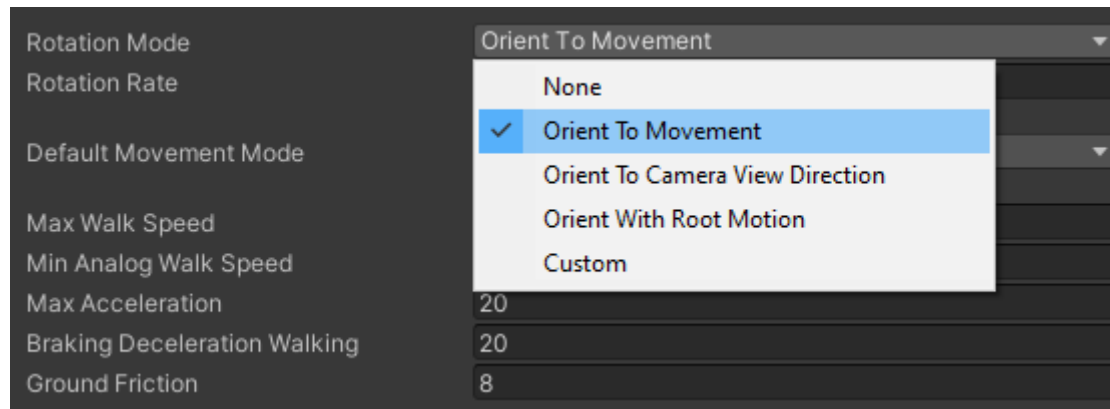 Rotation Mode
Orient To Movement
Rotation Rate
None
Orient To Movement
Default Movement Mode
Orient To Camera View Direction
Max Walk Speed
Orient With Root Motion
Min Analog Walk Speed
Custom
Max Acceleration
20
Braking Deceleration Walking
20
Ground Friction
8